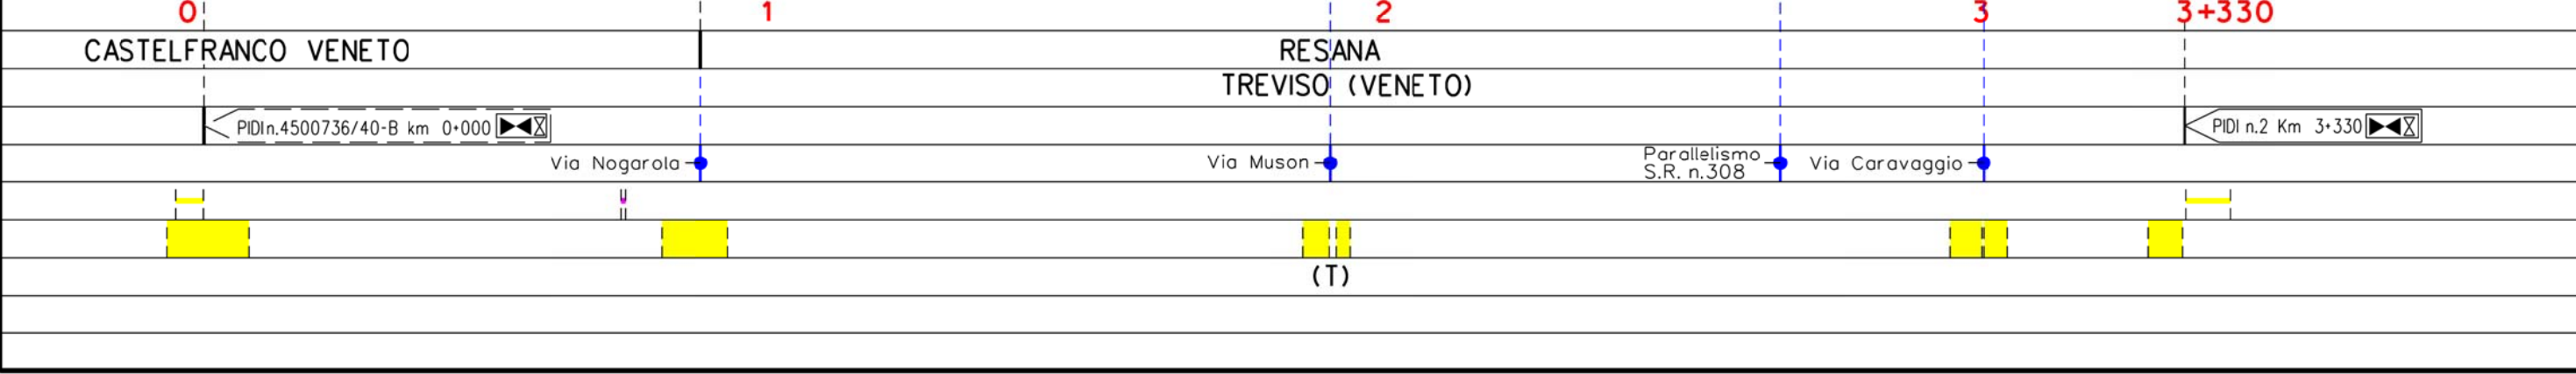 0 1 2 3 3+330
CASTELFRANCO VENETO RESANA
TREVISO (VENETO)
PIDI n.4500736/40-B km 0+000 PIDI n.2 Km 3+330
Via Nogarola Via Muson Parallelismo Via Caravaggio
S.R. n.308
(T)